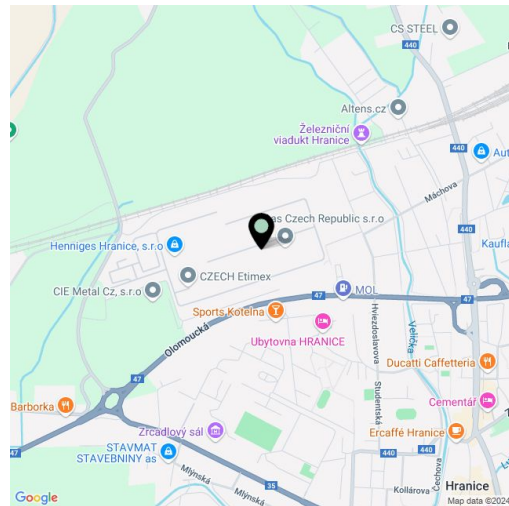 CS STEEL
440
440
Altens.cz
Železniční
viadukt Hranice
440
Aut
Máchova
as Czech Republic s.r.o
Kaufla
Henniges Hranice, s.r.o
CZECH Etimex
CIE Metal Cz, s.r.o
MOL
47
47
Sports Kotelna
Olomoucká
Hviezdoslavova
Velička
Ubytovna HRANICE
Ducatti Caffetteria
47
Studentská
Barborka
Cementář
Zrcadlový sál
Ercaffé Hranice
47
STAVMAT
STAVEBNINY as
Mlýnská
35
Čechova
Hranice
Mlýnská
Kollárova
Google
Map data ©2024